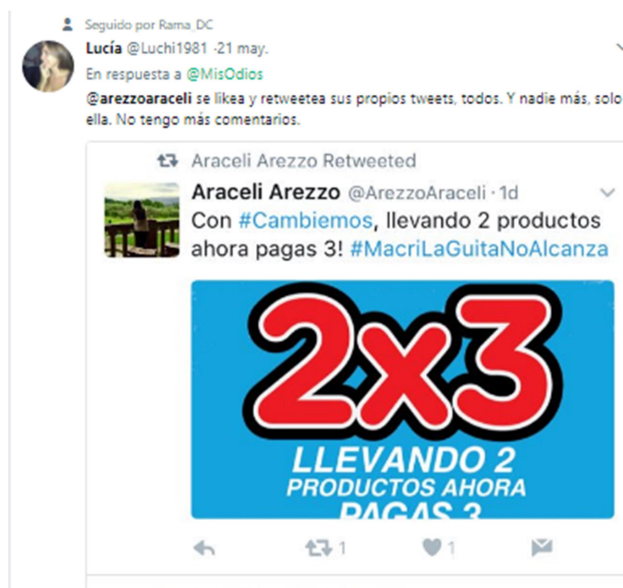 Seguido por Rama_DC
Lucía @Luchi1981 ·21 may.
En respuesta a @MisOdios
@arezzoaraceli se likea y retweetea sus propios tweets, todos. Y nadie más, solo
ella. No tengo más comentarios.
Araceli Arezzo Retweeted
Araceli Arezzo @ArezzoAraceli · 1d
Con #Cambiemos, llevando 2 productos
ahora pagas 3! #MacriLaGuitaNoAlcanza
2x3
LLEVANDO 2
PRODUCTOS AHORA
PAGAS 3
1 1